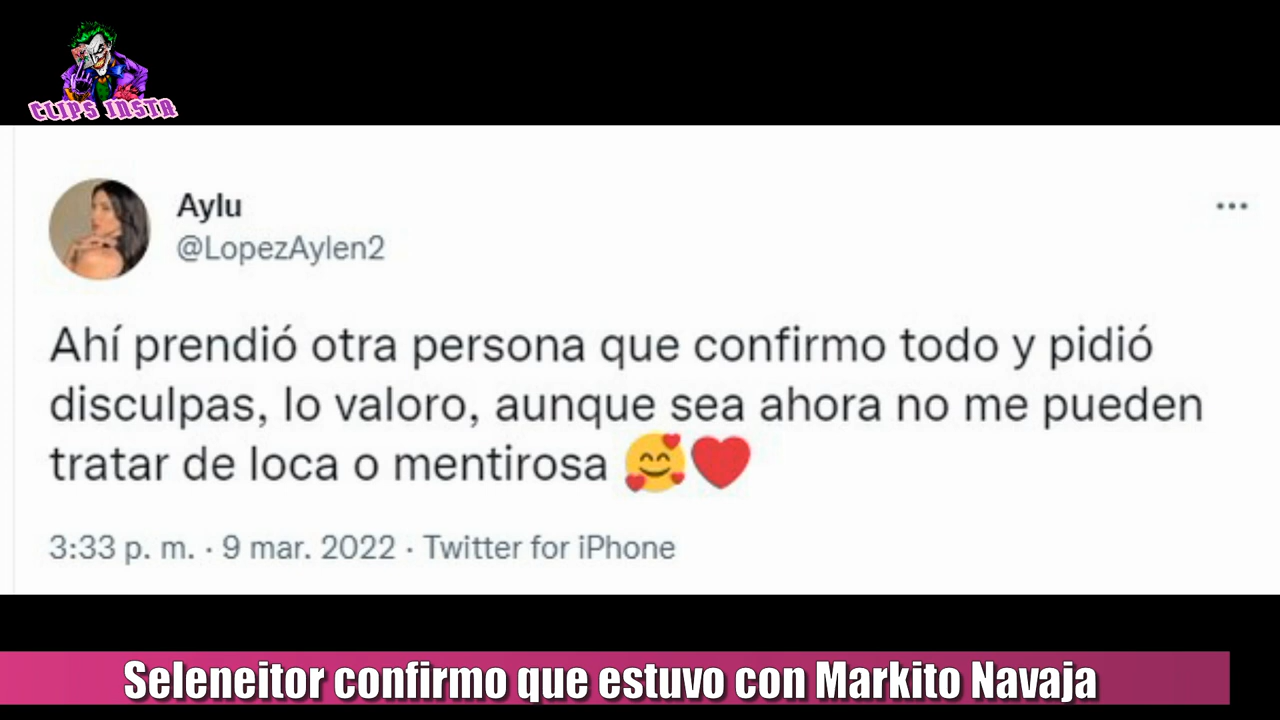 CLIPS INSTA
Aylu
@LopezAylen2
Ahí prendió otra persona que confirmo todo y pidió
disculpas, lo valoro, aunque sea ahora no me pueden
tratar de loca o mentirosa 🥰❤️
3:33 p. m. · 9 mar. 2022 · Twitter for iPhone
Seleneitor confirmo que estuvo con Markito Navaja